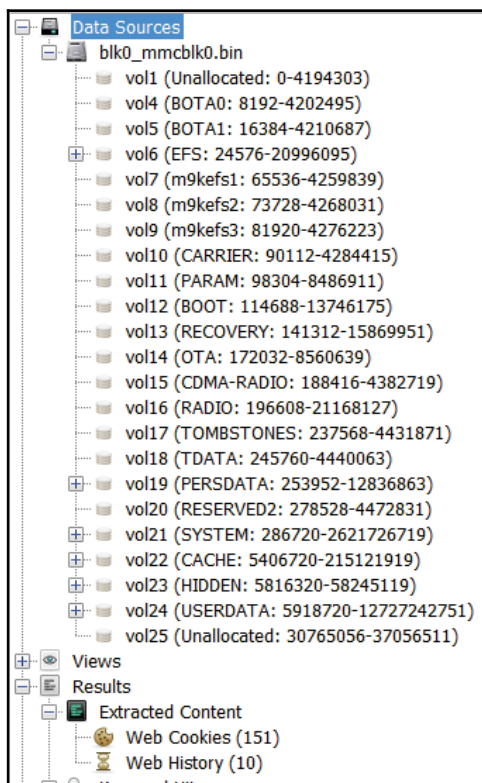 Data Sources
blk0_mmcblk0.bin
vol1 (Unallocated: 0-4194303)
vol4 (BOTA0: 8192-4202495)
vol5 (BOTA1: 16384-4210687)
vol6 (EFS: 24576-20996095)
vol7 (m9kefs1: 65536-4259839)
vol8 (m9kefs2: 73728-4268031)
vol9 (m9kefs3: 81920-4276223)
vol10 (CARRIER: 90112-4284415)
vol11 (PARAM: 98304-8486911)
vol12 (BOOT: 114688-13746175)
vol13 (RECOVERY: 141312-15869951)
vol14 (OTA: 172032-8560639)
vol15 (CDMA-RADIO: 188416-4382719)
vol16 (RADIO: 196608-21168127)
vol17 (TOMBSTONES: 237568-4431871)
vol18 (TDATA: 245760-4440063)
vol19 (PERSDATA: 253952-12836863)
vol20 (RESERVED2: 278528-4472831)
vol21 (SYSTEM: 286720-2621726719)
vol22 (CACHE: 5406720-215121919)
vol23 (HIDDEN: 5816320-58245119)
vol24 (USERDATA: 5918720-12727242751)
vol25 (Unallocated: 30765056-37056511)
Views
Results
Extracted Content
Web Cookies (151)
Web History (10)